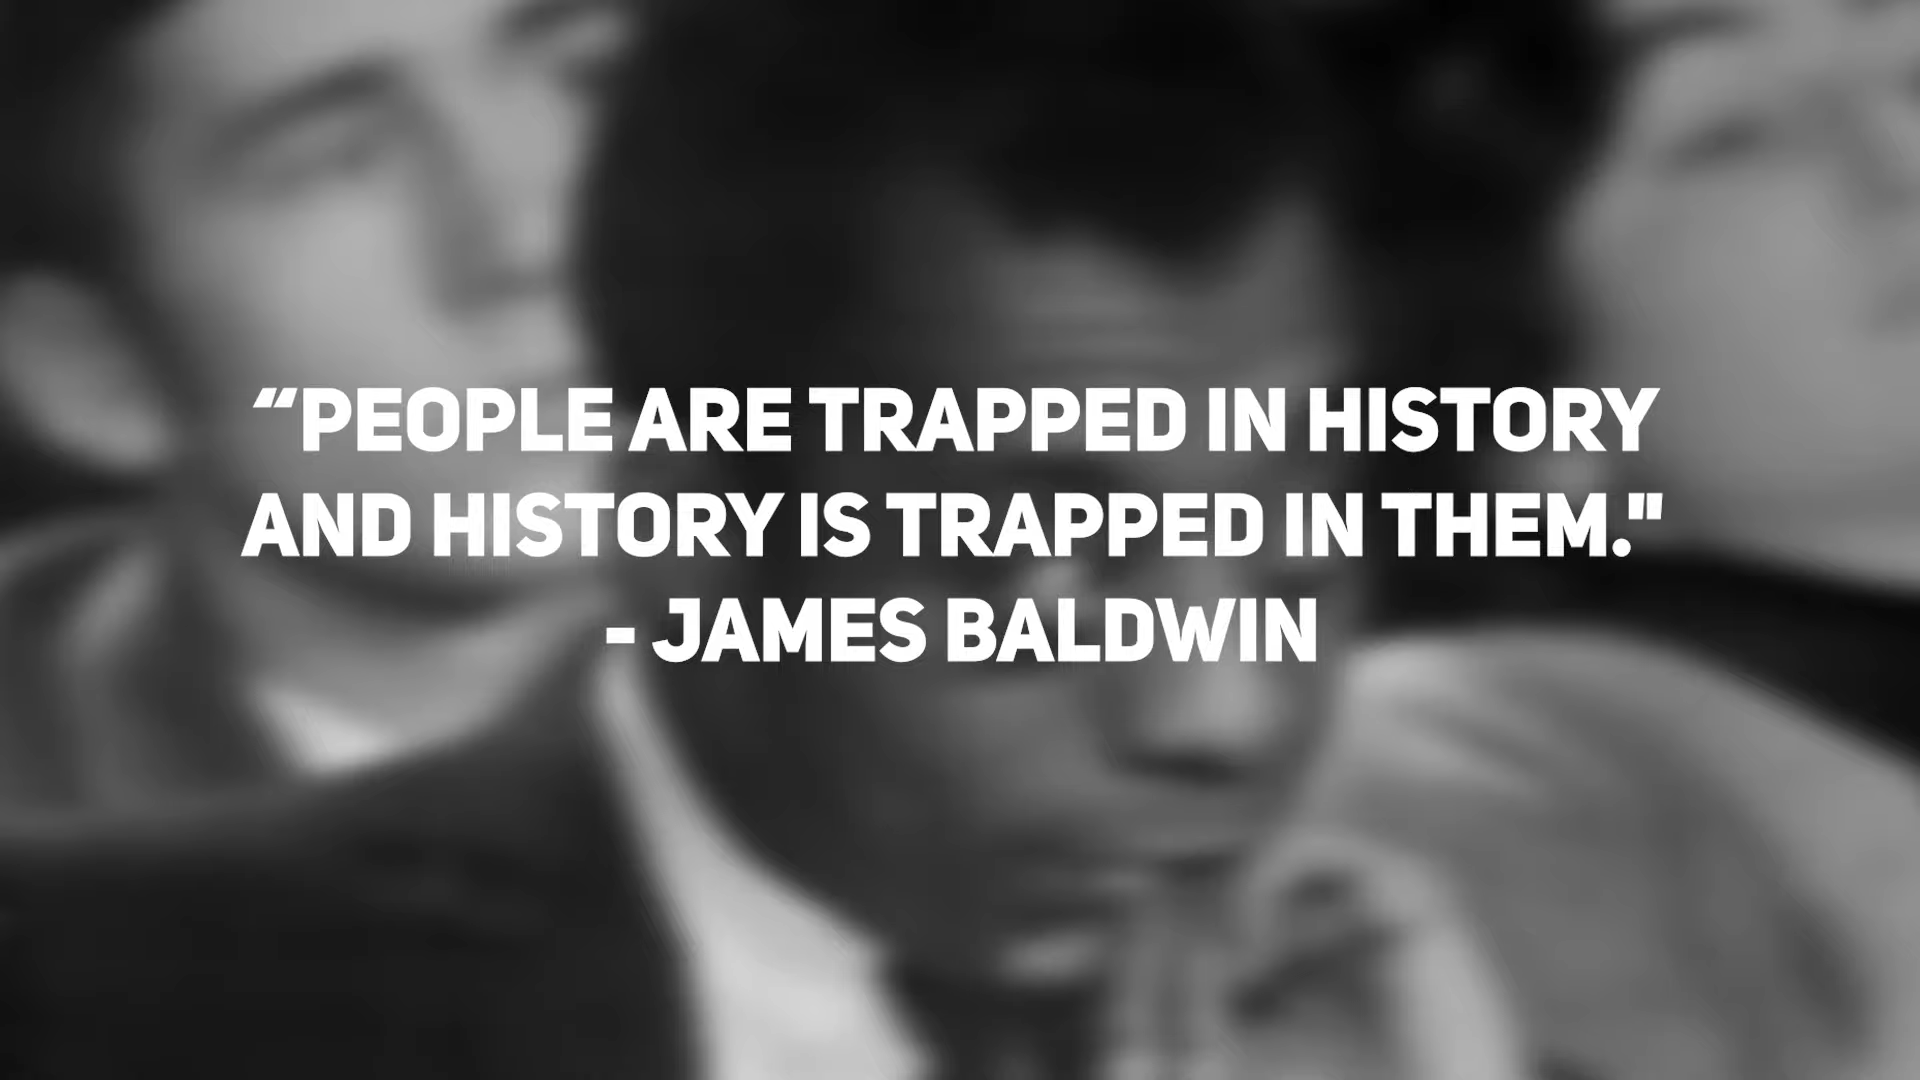 “PEOPLE ARE TRAPPED IN HISTORY
AND HISTORY IS TRAPPED IN THEM."
- JAMES BALDWIN